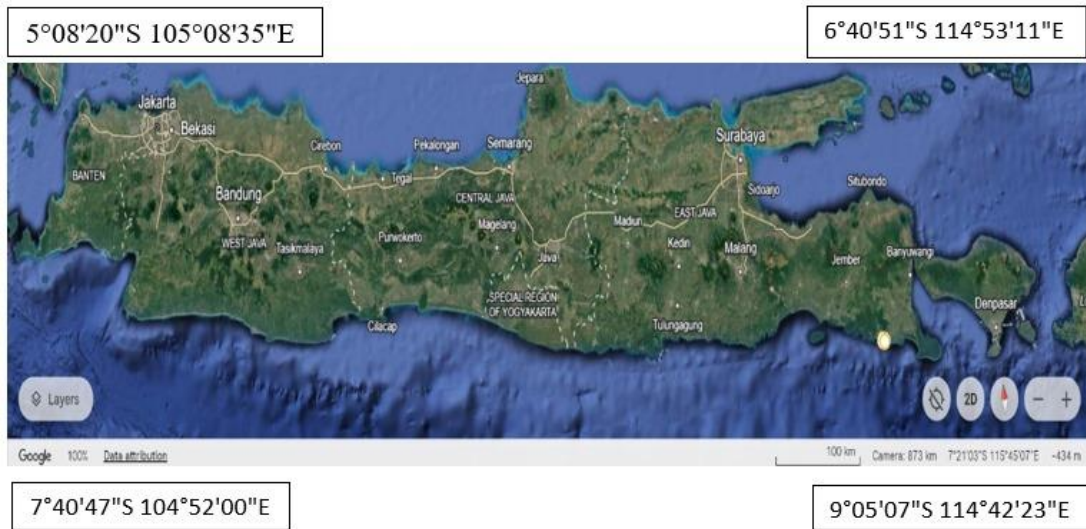 5°08'20"S 105°08'35"E
6°40'51"S 114°53'11"E
Jepara
Jakarta
Bekasi
Cirebon
Pekalongan
Semarang
Surabaya
Tegal
BANTEN
Sidoarjo
Situbondo
Bandung
CENTRAL JAVA
Magelang
Madiun
EAST JAVA
WEST JAVA
Tasikmalaya
Purwokerto
Java
Kediri
Malang
Jember
Banyuwangi
SPECIAL REGION
OF YOGYAKARTA
Cilacap
Tulungagung
Denpasar
Layers
2D
Google 100% Data attribution
100 km Camera: 873 km 7°21'03"S 115°45'07"E -434 m
7°40'47"S 104°52'00"E
9°05'07"S 114°42'23"E